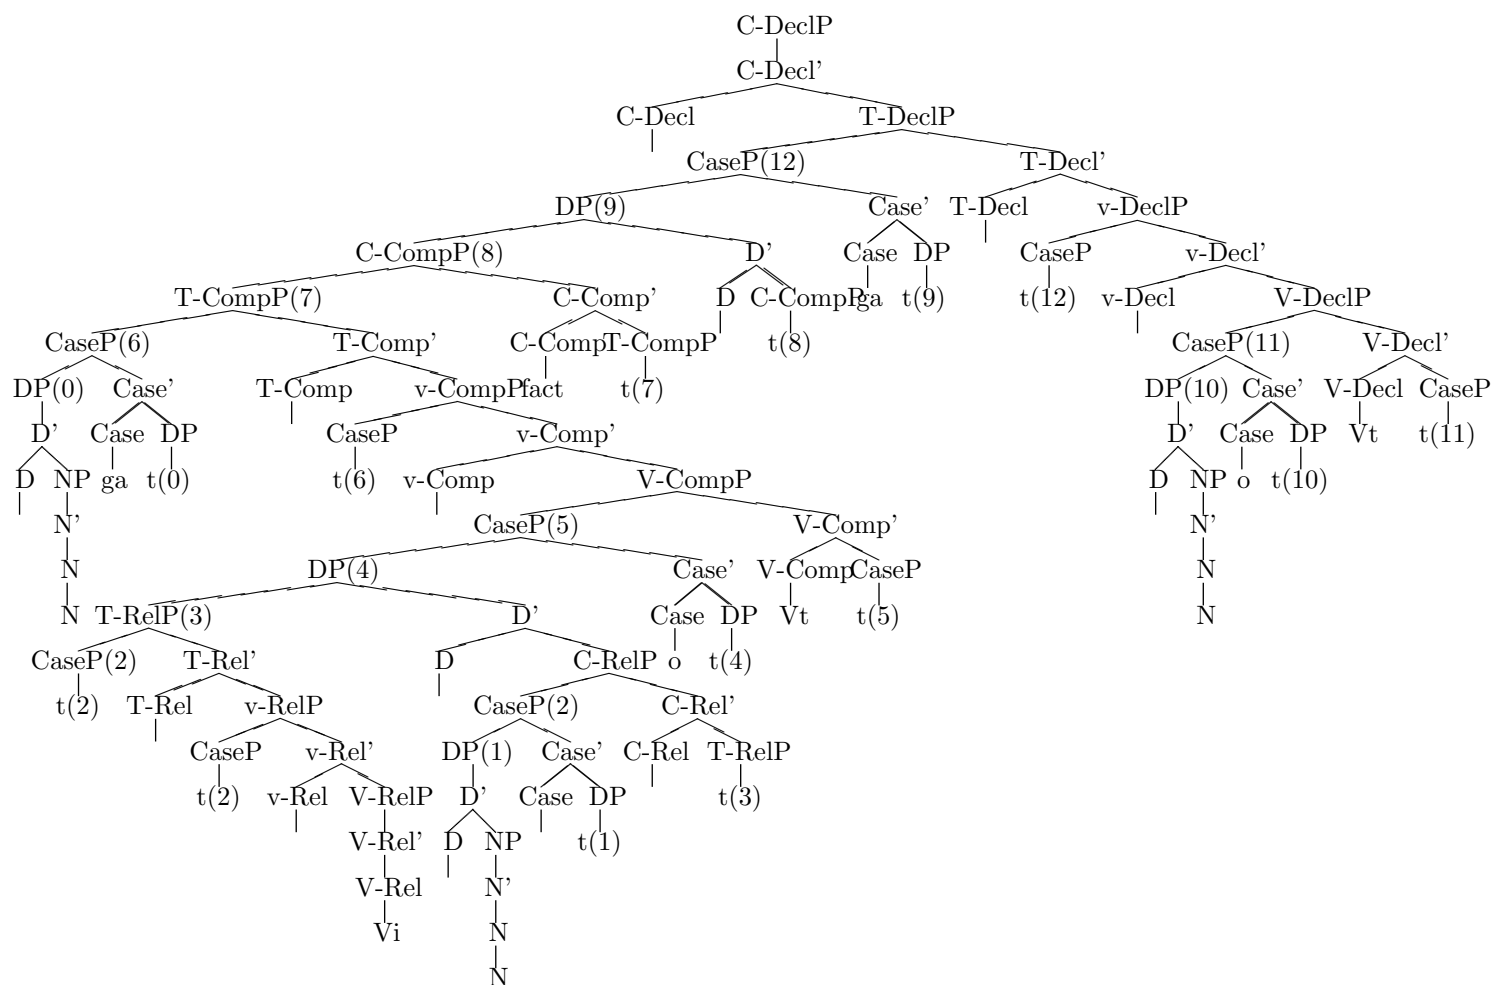 C-DeclP
C-Decl'
C-Decl T-DeclP
CaseP(12) T-Decl'
DP(9) Case' T-Decl v-DeclP
C-CompP(8) D' Case DP CaseP v-Decl'
T-CompP(7) C-Comp' D C-CompP ga t(9) t(12) v-Decl V-DeclP
CaseP(6) T-Comp' C-Comp T-CompP t(8) CaseP(11) V-Decl'
DP(0) Case' T-Comp v-CompP fact t(7) DP(10) Case' V-Decl CaseP
D' Case DP CaseP v-Comp' D' Case DP Vt t(11)
D NP ga t(0) t(6) v-Comp V-CompP D NP o t(10)
N' CaseP(5) V-Comp' N'
N DP(4) Case' V-Comp CaseP N
N T-RelP(3) D' Case DP Vt t(5) N
CaseP(2) T-Rel' D C-RelP o t(4)
t(2) T-Rel v-RelP CaseP(2) C-Rel'
CaseP v-Rel' DP(1) Case' C-Rel T-RelP
t(2) v-Rel V-RelP D' Case DP t(3)
V-Rel' D NP t(1)
V-Rel N'
Vi N
N